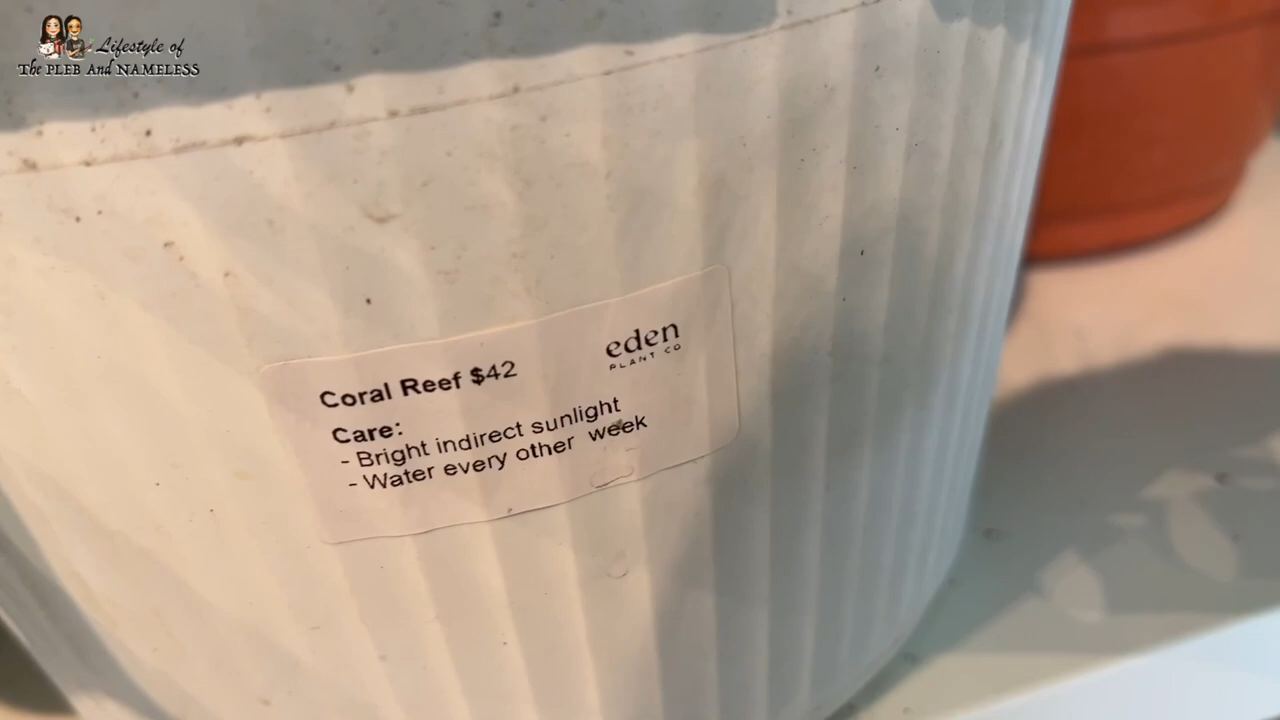 Lifestyle of
The PLEB And NAMELESS
Coral Reef $42
eden
PLANT CO
Care:
- Bright indirect sunlight
- Water every other week